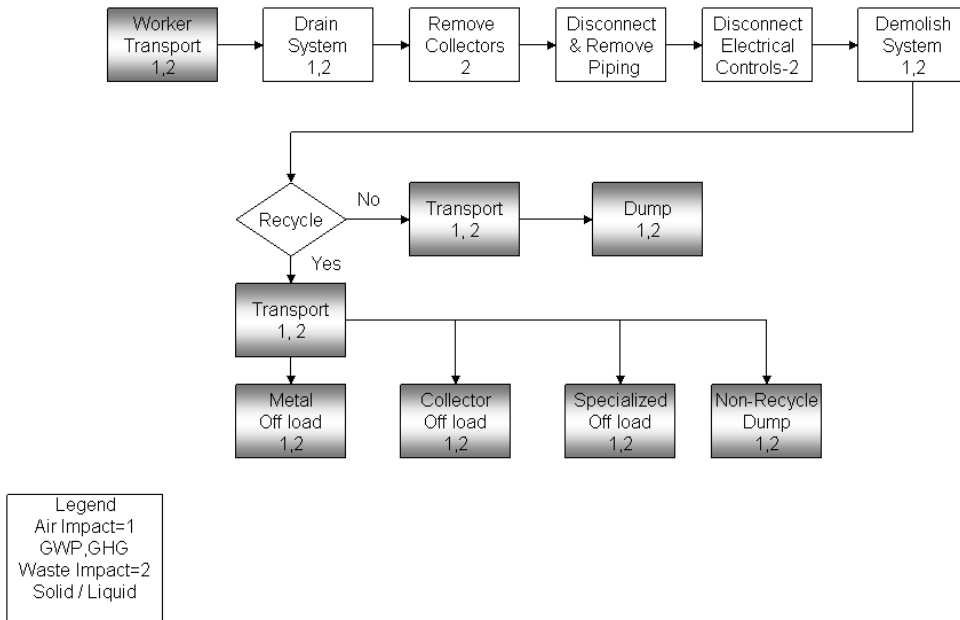 Worker
Transport
1,2
Drain
System
1,2
Remove
Collectors
2
Disconnect
& Remove
Piping
Disconnect
Electrical
Controls-2
Demolish
System
1,2
Recycle
No
Transport
1, 2
Dump
1,2
Yes
Transport
1, 2
Metal
Off load
1,2
Collector
Off load
1,2
Specialized
Off load
1,2
Non-Recycle
Dump
1,2
Legend
Air Impact=1
GWP,GHG
Waste Impact=2
Solid / Liquid